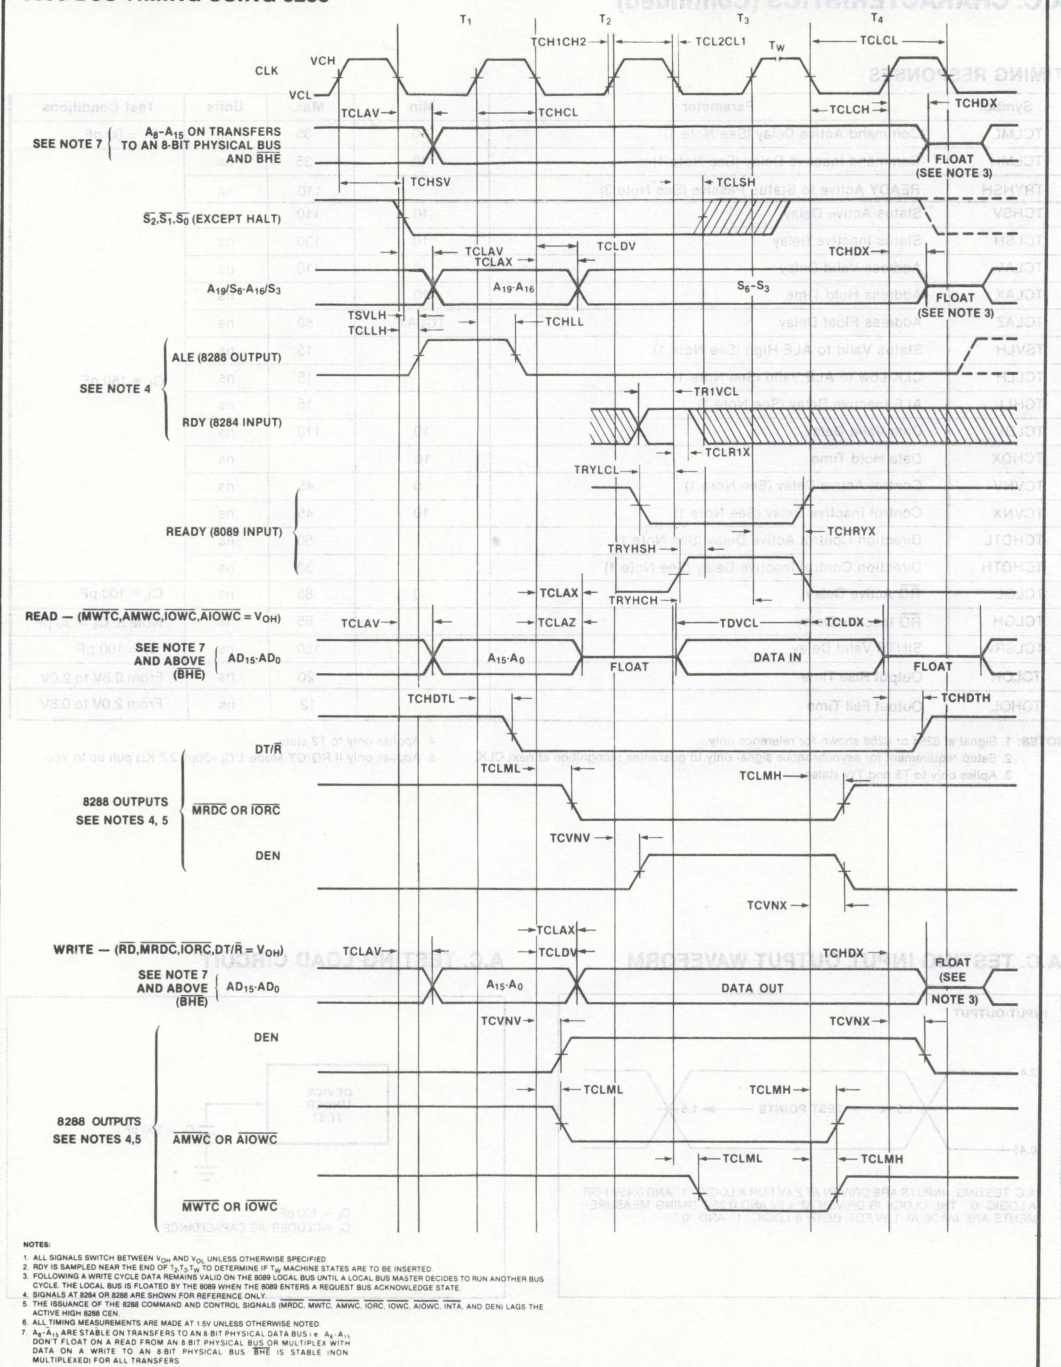 T1 T2 T3 T4
TCH1CH2 TCL2CL1 TW TCLCL
VCH
CLK
VCL
TCLAV TCHCL TCLCH TCHDX
SEE NOTE 7 { A8-A15 ON TRANSFERS
TO AN 8-BIT PHYSICAL BUS
AND BHE
FLOAT
(SEE NOTE 3)
TCHSV TCLSH
S2,S1,S0 (EXCEPT HALT)
TCLAV TCLDV TCHDX
TCLAX
A19/S6-A16/S3 A19-A16 S6-S3 FLOAT
(SEE NOTE 3)
TSVLH
TCLLH TCHLL
ALE (8288 OUTPUT)
SEE NOTE 4
TR1VCL
RDY (8284 INPUT)
TCLR1X
TRYLCL
READY (8089 INPUT)
TCHRYX
TRYHSH
TCLAX TRYHCH
READ — (MWTC,AMWC,IOWC,AIOWC = VOH) TCLAV TCLAZ TDVCL TCLDX
SEE NOTE 7
AND ABOVE
(BHE)
{ AD15-AD0 A15-A0 FLOAT DATA IN FLOAT
TCHDTL TCHDTH
DT/R
TCLML TCLMH
8288 OUTPUTS
SEE NOTES 4, 5
MRDC OR IORC
TCVNV
DEN
TCVNX
TCLAX
WRITE — (RD,MRDC,IORC,DT/R = VOH) TCLAV TCLDV TCHDX
SEE NOTE 7
AND ABOVE
(BHE)
{ AD15-AD0 A15-A0 DATA OUT FLOAT
(SEE
NOTE 3)
TCVNV TCVNX
DEN
TCLML TCLMH
8288 OUTPUTS
SEE NOTES 4,5
AMWC OR AIOWC
TCLML TCLMH
MWTC OR IOWC
NOTES:
1. ALL SIGNALS SWITCH BETWEEN VOH AND VOL UNLESS OTHERWISE SPECIFIED.
2. RDY IS SAMPLED NEAR THE END OF T2,T3,TW TO DETERMINE IF TW MACHINE STATES ARE TO BE INSERTED.
3. FOLLOWING A WRITE CYCLE DATA REMAINS VALID ON THE 8089 LOCAL BUS UNTIL A LOCAL BUS MASTER DECIDES TO RUN ANOTHER BUS
CYCLE. THE LOCAL BUS IS FLOATED BY THE 8089 WHEN THE 8089 ENTERS A REQUEST BUS ACKNOWLEDGE STATE.
4. SIGNALS AT 8284 OR 8288 ARE SHOWN FOR REFERENCE ONLY.
5. THE ISSUANCE OF THE 8288 COMMAND AND CONTROL SIGNALS (MRDC, MWTC, AMWC, IORC, IOWC, AIOWC, INTA, AND DEN) LAGS THE
ACTIVE HIGH 8288 CEN.
6. ALL TIMING MEASUREMENTS ARE MADE AT 1.5V UNLESS OTHERWISE NOTED.
7. A8-A15 ARE STABLE ON TRANSFERS TO AN 8 BIT PHYSICAL DATA BUS i.e. A8-A15
DON'T FLOAT ON A READ FROM AN 8-BIT PHYSICAL BUS OR MULTIPLEX WITH
DATA ON A WRITE TO AN 8-BIT PHYSICAL BUS. BHE IS STABLE (NON
MULTIPLEXED) FOR ALL TRANSFERS